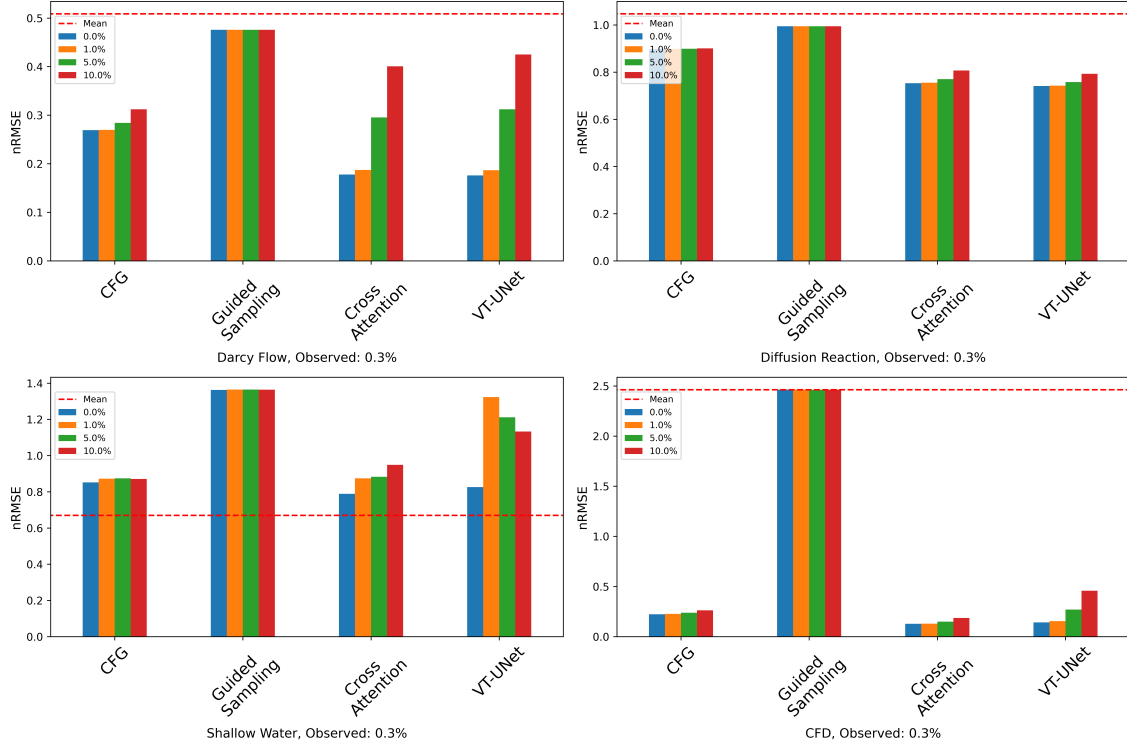 0.5
0.4
0.3
0.2
0.1
0.0
nRMSE
Mean
0.0%
1.0%
5.0%
10.0%
CFG
Guided
Sampling
Cross
Attention
VT-UNet
Darcy Flow, Observed: 0.3%
1.0
0.8
0.6
0.4
0.2
0.0
nRMSE
Mean
0.0%
1.0%
5.0%
10.0%
CFG
Guided
Sampling
Cross
Attention
VT-UNet
Diffusion Reaction, Observed: 0.3%
1.4
1.2
1.0
0.8
0.6
0.4
0.2
0.0
nRMSE
Mean
0.0%
1.0%
5.0%
10.0%
CFG
Guided
Sampling
Cross
Attention
VT-UNet
Shallow Water, Observed: 0.3%
2.5
2.0
1.5
1.0
0.5
0.0
nRMSE
Mean
0.0%
1.0%
5.0%
10.0%
CFG
Guided
Sampling
Cross
Attention
VT-UNet
CFD, Observed: 0.3%